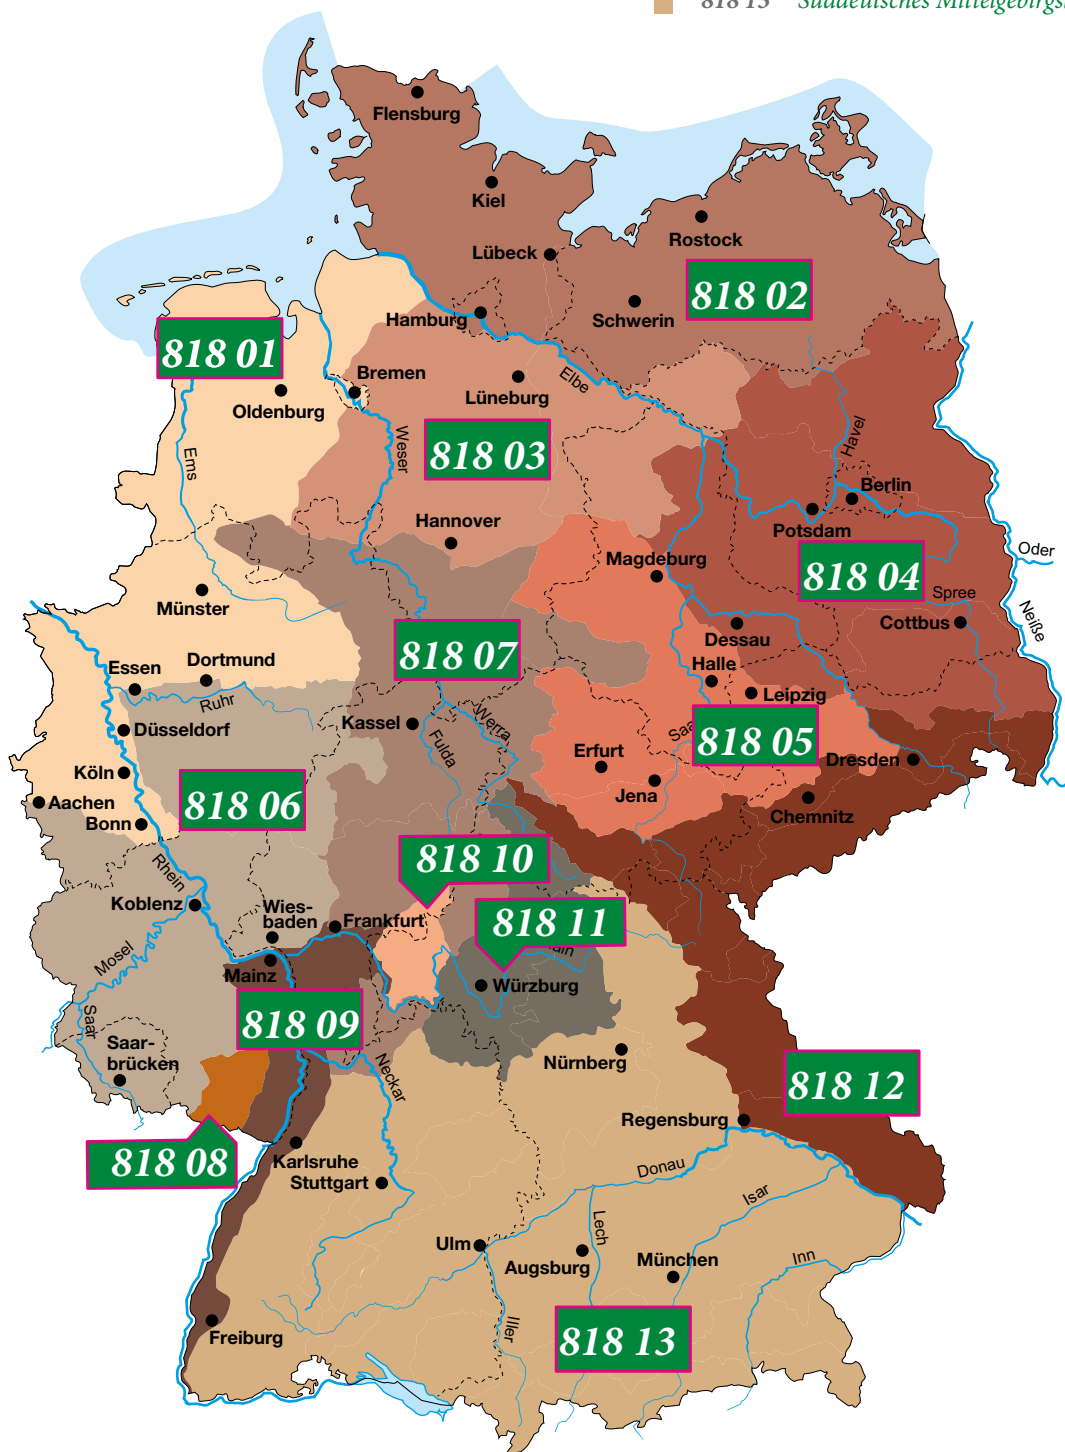 818 13
Flensburg
Kiel
Rostock
Lübeck
818 02
Schwerin
Hamburg
818 01
Elbe
Bremen
Lüneburg
Oldenburg
Havel
Weser
818 03
Ems
Berlin
Hannover
Potsdam
Oder
Magdeburg
818 04
Spree
Münster
Neiße
Cottbus
Dessau
818 07
Halle
Essen
Dortmund
Leipzig
Ruhr
Werra
Düsseldorf
Kassel
Fulda
818 05
Erfurt
Dresden
Köln
Jena
Aachen
818 06
Chemnitz
Bonn
818 10
Rhein
Koblenz
Wies-
baden
Frankfurt
818 11
Mosel
Mainz
Würzburg
Saar
818 09
Saar-
brücken
Nürnberg
Neckar
818 12
Regensburg
818 08
Karlsruhe
Donau
Stuttgart
Isar
Lech
Ulm
Inn
Augsburg
München
Iller
Freiburg
818 13